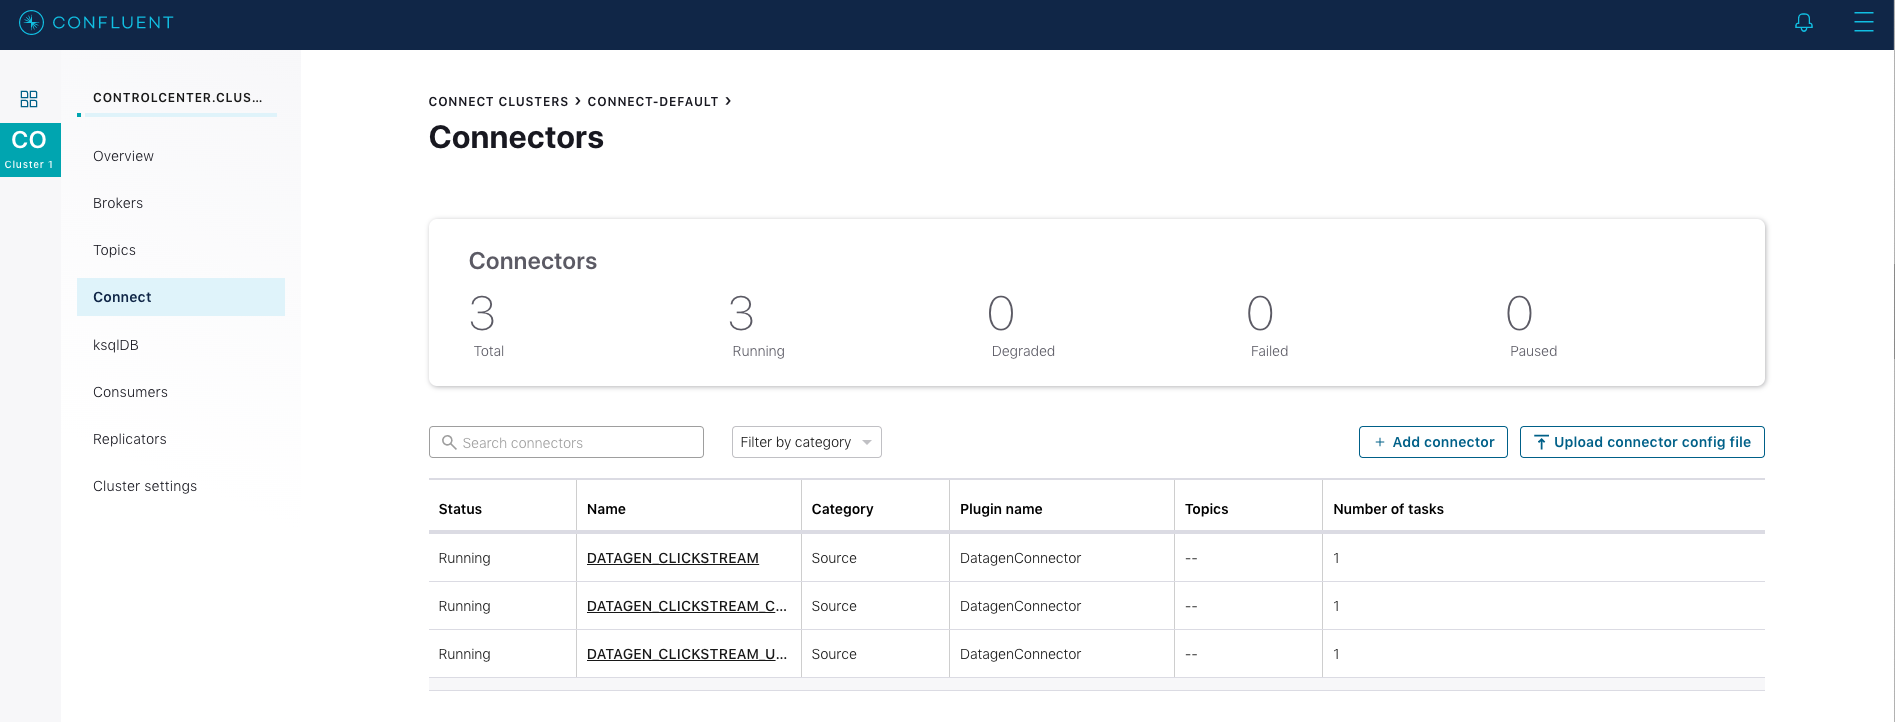 CONFLUENT
CO
Cluster 1
CONTROLCENTER.CLUS...
Overview
Brokers
Topics
Connect
ksqlDB
Consumers
Replicators
Cluster settings
CONNECT CLUSTERS > CONNECT-DEFAULT >
Connectors
Connectors
3 3 0 0 0
Total Running Degraded Failed Paused
Search connectors Filter by category + Add connector Upload connector config file
Status Name Category Plugin name Topics Number of tasks
Running DATAGEN_CLICKSTREAM Source DatagenConnector -- 1
Running DATAGEN_CLICKSTREAM_C... Source DatagenConnector -- 1
Running DATAGEN_CLICKSTREAM_U... Source DatagenConnector -- 1